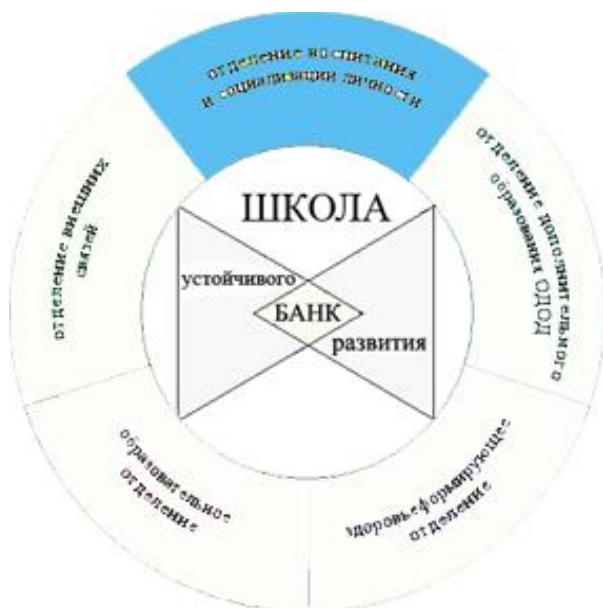 отделение воспитания
и социализации личности
отделение дополнительного
образования ОДОД
здоровьеформирующее
отделение
образовательное
отделение
отделение внешних
связей
ШКОЛА
устойчивого
БАНК
развития